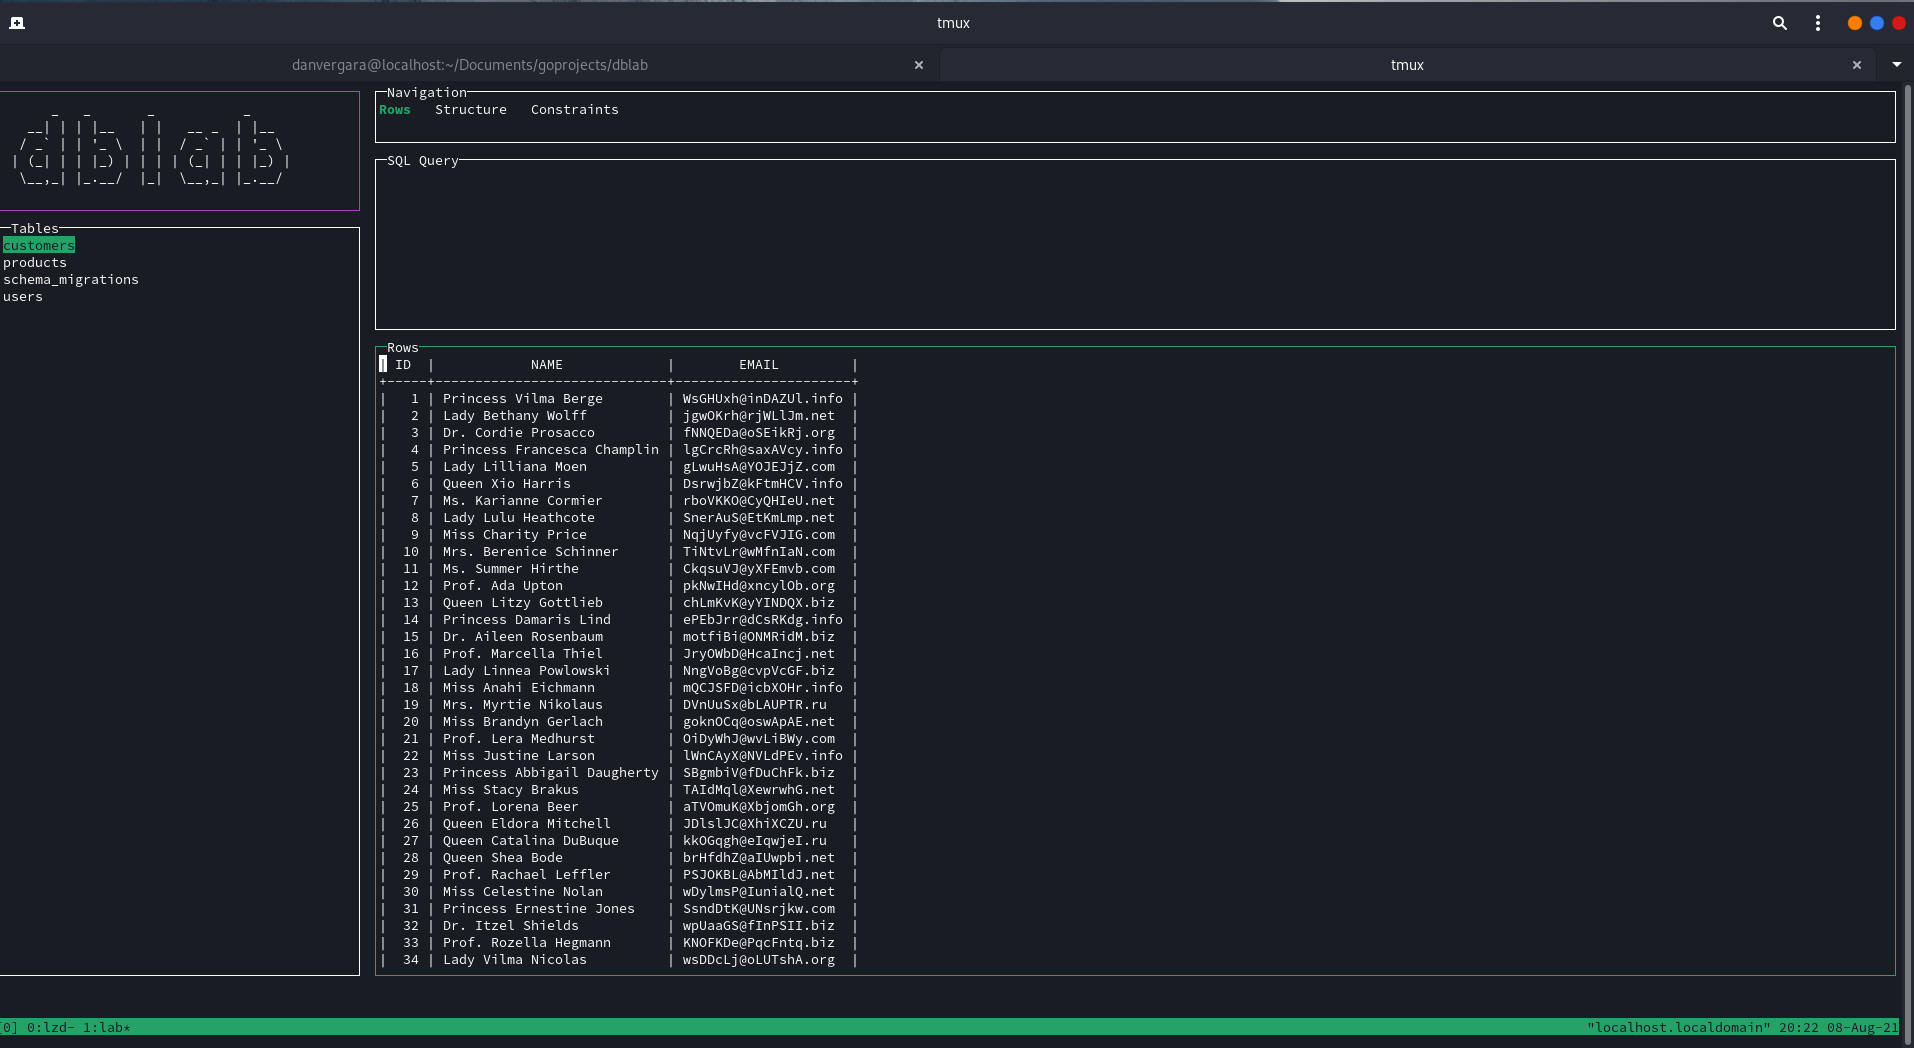 tmux
danvergara@localhost:~/Documents/goprojects/dblab
tmux
dblab
Navigation
Rows Structure Constraints
SQL Query
Tables
customers
products
schema_migrations
users
Rows
| ID | NAME | EMAIL |
+-----+-----------------------------+----------------------+
| 1 | Princess Vilma Berge | WsGHUxh@inDAZUl.info |
| 2 | Lady Bethany Wolff | jgwOKrh@rjWLlJm.net |
| 3 | Dr. Cordie Prosacco | fNNQEDa@oSEikRj.org |
| 4 | Princess Francesca Champlin | lgCrcRh@saxAVcy.info |
| 5 | Lady Lilliana Moen | gLwuHsA@YOJEJjZ.com |
| 6 | Queen Xio Harris | DsrwjbZ@kFtmHCV.info |
| 7 | Ms. Karianne Cormier | rboVKKO@CyQHIeU.net |
| 8 | Lady Lulu Heathcote | SnerAuS@EtKmLmp.net |
| 9 | Miss Charity Price | NqjUyfy@vcFVJIG.com |
| 10 | Mrs. Berenice Schinner | TiNtvLr@wMfnIaN.com |
| 11 | Ms. Summer Hirthe | CkqsuVJ@yXFEmvb.com |
| 12 | Prof. Ada Upton | pkNwIHd@xncylOb.org |
| 13 | Queen Litzy Gottlieb | chLmKvK@yYINDQX.biz |
| 14 | Princess Damaris Lind | ePEbJrr@dCsRKdg.info |
| 15 | Dr. Aileen Rosenbaum | motfiBi@ONMRidM.biz |
| 16 | Prof. Marcella Thiel | JryOWbD@HcaIncj.net |
| 17 | Lady Linnea Powlowski | NngVoBg@cvpVcGF.biz |
| 18 | Miss Anahi Eichmann | mQCJSFD@icbXOHr.info |
| 19 | Mrs. Myrtie Nikolaus | DVnUuSx@bLAUPTR.ru |
| 20 | Miss Brandyn Gerlach | goknOCq@oswApAE.net |
| 21 | Prof. Lera Medhurst | OiDyWhJ@wvLiBWy.com |
| 22 | Miss Justine Larson | lWnCAyX@NVLdPEv.info |
| 23 | Princess Abbigail Daugherty | SBgmbiV@fDuChFk.biz |
| 24 | Miss Stacy Brakus | TAIdMql@XewrwhG.net |
| 25 | Prof. Lorena Beer | aTVOmuK@XbjomGh.org |
| 26 | Queen Eldora Mitchell | JDlslJC@XhiXCZU.ru |
| 27 | Queen Catalina DuBuque | kkOGqgh@eIqwjeI.ru |
| 28 | Queen Shea Bode | brHfdhZ@aIUwpbi.net |
| 29 | Prof. Rachael Leffler | PSJOKBL@AbMIldJ.net |
| 30 | Miss Celestine Nolan | wDylmsP@IunialQ.net |
| 31 | Princess Ernestine Jones | SsndDtK@UNsrjkw.com |
| 32 | Dr. Itzel Shields | wpUaaGS@fInPSII.biz |
| 33 | Prof. Rozella Hegmann | KNOFKDe@PqcFntq.biz |
| 34 | Lady Vilma Nicolas | wsDDcLj@oLUTshA.org |
[0] 0:lzd- 1:lab* "localhost.localdomain" 20:22 08-Aug-21